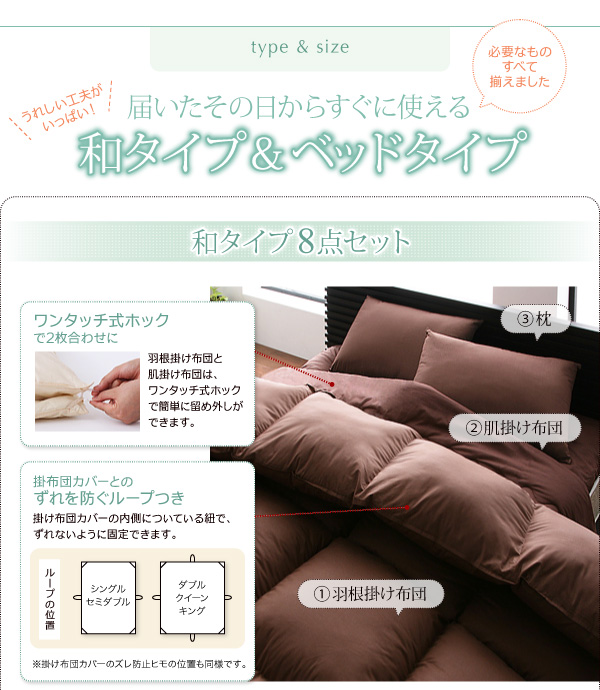 type & size
必要なもの
すべて
揃えました
うれしい工夫が
いっぱい！
届いたその日からすぐに使える
和タイプ＆ベッドタイプ
和タイプ8点セット
ワンタッチ式ホック
で2枚合わせに
羽根掛け布団と
肌掛け布団は、
ワンタッチ式ホック
で簡単に留め外しが
できます。
③枕
②肌掛け布団
①羽根掛け布団
掛布団カバーとの
ずれを防ぐループつき
掛け布団カバーの内側についている紐で、
ずれないように固定できます。
ループの位置
シングル
セミダブル
ダブル
クイーン
キング
※掛け布団カバーのズレ防止ヒモの位置も同様です。